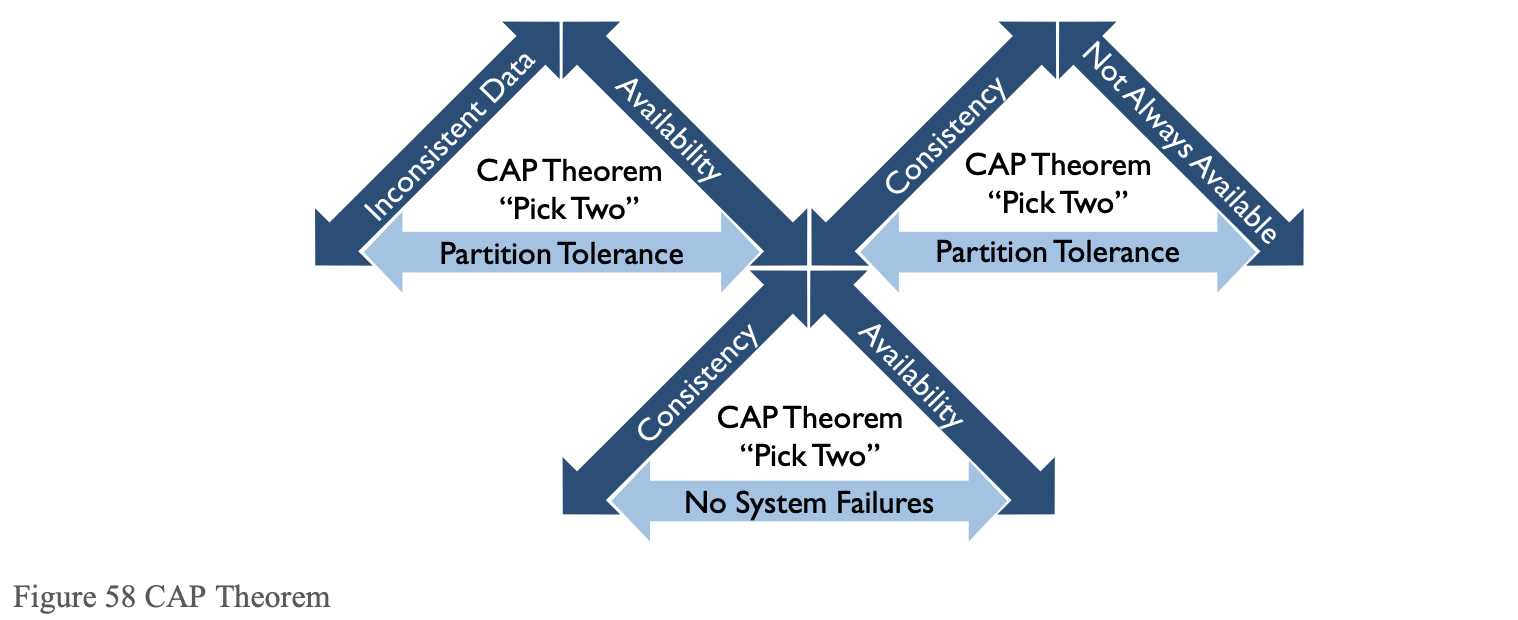 Inconsistent Data
Availability
CAP Theorem
“Pick Two”
Partition Tolerance
Consistency
Not Always Available
CAP Theorem
“Pick Two”
Partition Tolerance
Consistency
Availability
CAP Theorem
“Pick Two”
No System Failures
Figure 58 CAP Theorem